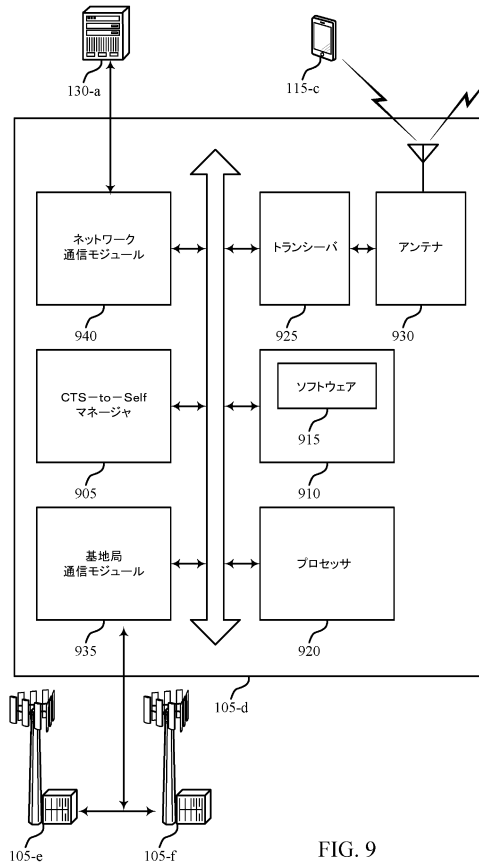 130-a
115-c
ネットワーク
通信モジュール
トランシーバ
アンテナ
940
925
930
CTS－to－Self
マネージャ
ソフトウェア
915
905
910
基地局
通信モジュール
プロセッサ
935
920
105-d
105-e
105-f
FIG. 9